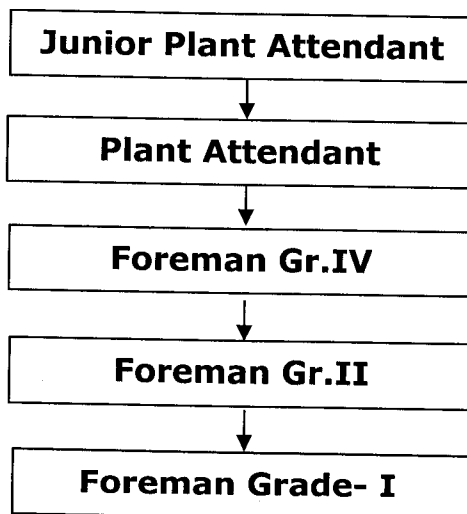 Junior Plant Attendant
Plant Attendant
Foreman Gr.IV
Foreman Gr.II
Foreman Grade- I